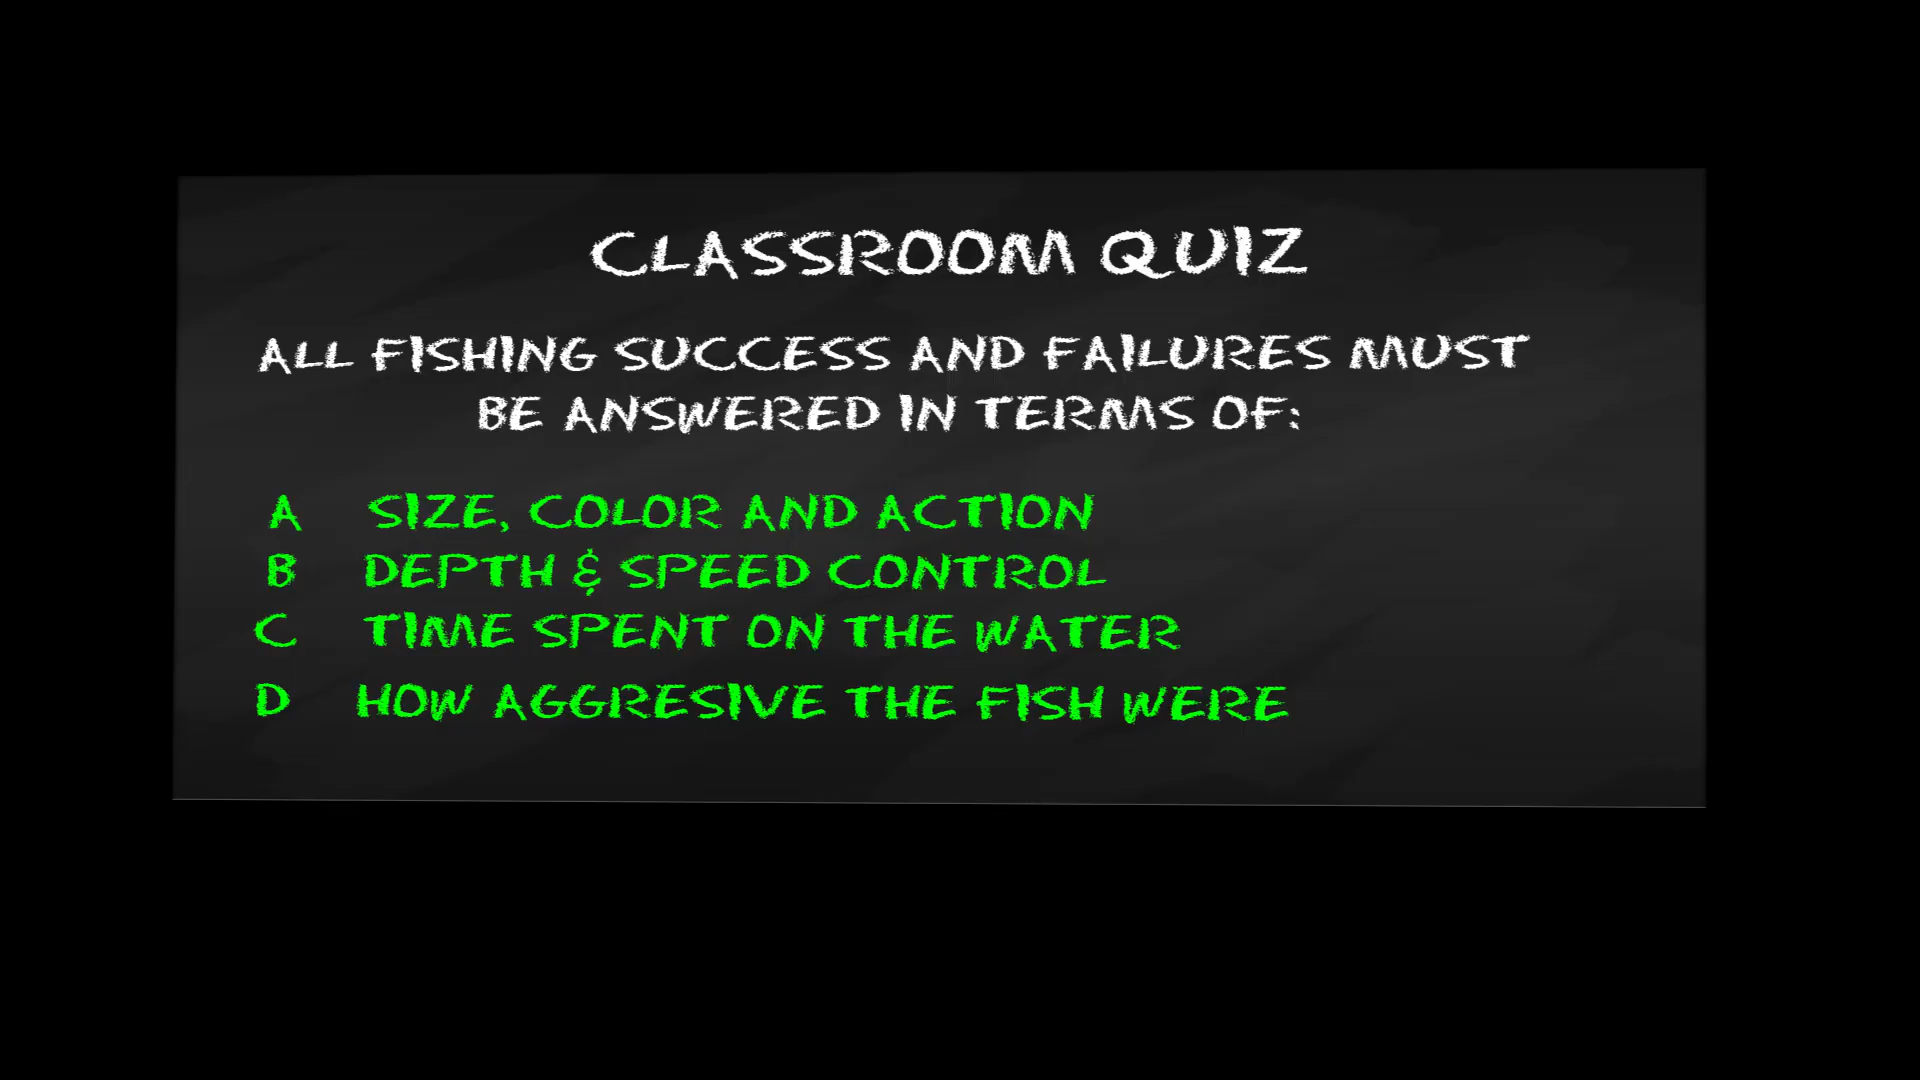 CLASSROOM QUIZ
ALL FISHING SUCCESS AND FAILURES MUST
BE ANSWERED IN TERMS OF:
A SIZE, COLOR AND ACTION
B DEPTH & SPEED CONTROL
C TIME SPENT ON THE WATER
D HOW AGGRESIVE THE FISH WERE